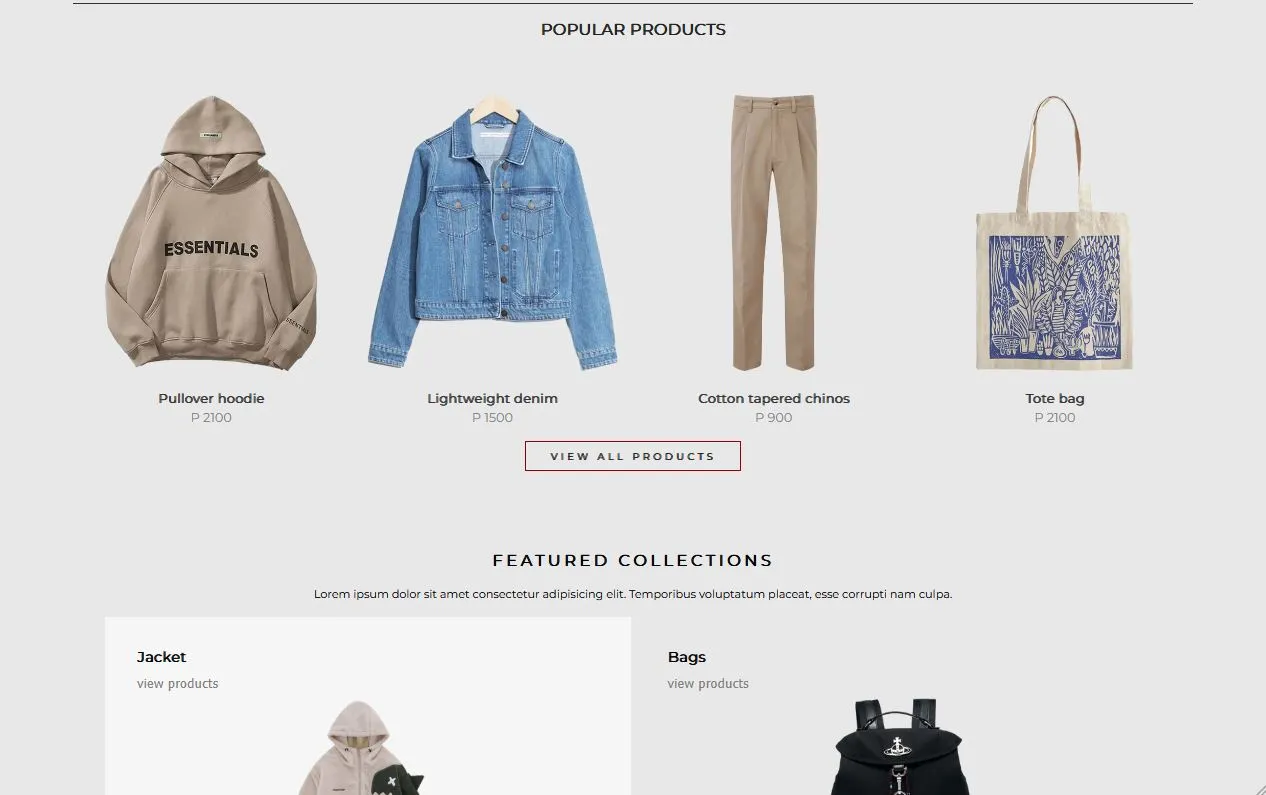 POPULAR PRODUCTS
ESSENTIALS
Pullover hoodie
P 2100
Lightweight denim
P 1500
Cotton tapered chinos
P 900
Tote bag
P 2100
VIEW ALL PRODUCTS
FEATURED COLLECTIONS
Lorem ipsum dolor sit amet consectetur adipisicing elit. Temporibus voluptatum placeat, esse corrupti nam culpa.
Jacket
view products
Bags
view products